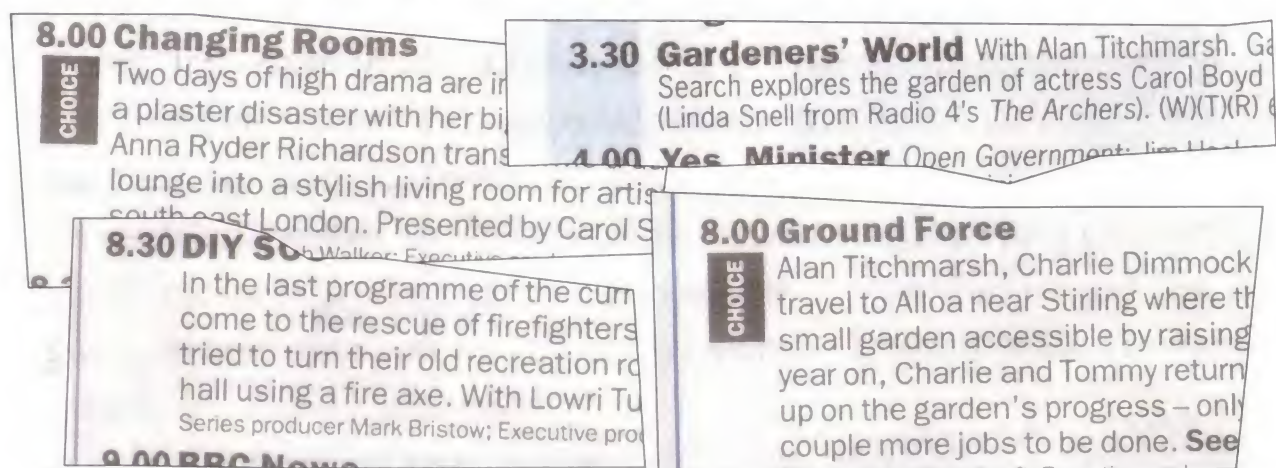 8.00 Changing Rooms
CHOICE
Two days of high drama are in
a plaster disaster with her bi
Anna Ryder Richardson trans
lounge into a stylish living room for artis
south east London. Presented by Carol S
Walker; Executive
3.30 Gardeners' World With Alan Titchmarsh. Ga
Search explores the garden of actress Carol Boyd
(Linda Snell from Radio 4's The Archers). (W)(T)(R)
4.00 Yes Minister Open Government: Jim
8.30 DIY SO
In the last programme of the curr
come to the rescue of firefighters
tried to turn their old recreation ro
hall using a fire axe. With Lowri Tu
Series producer Mark Bristow; Executive pro
9.00 BBC News
8.00 Ground Force
CHOICE
Alan Titchmarsh, Charlie Dimmock
travel to Alloa near Stirling where th
small garden accessible by raising
year on, Charlie and Tommy return
up on the garden's progress – only
couple more jobs to be done. See